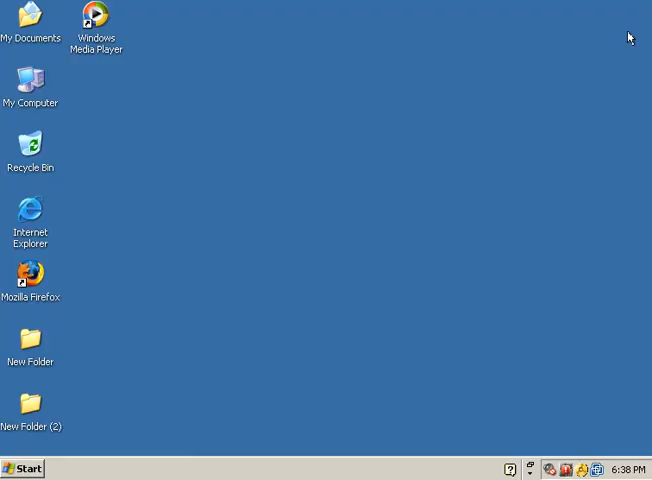 My Documents
Windows
Media Player
My Computer
Recycle Bin
Internet
Explorer
Mozilla Firefox
New Folder
New Folder (2)
Start
?
6:38 PM